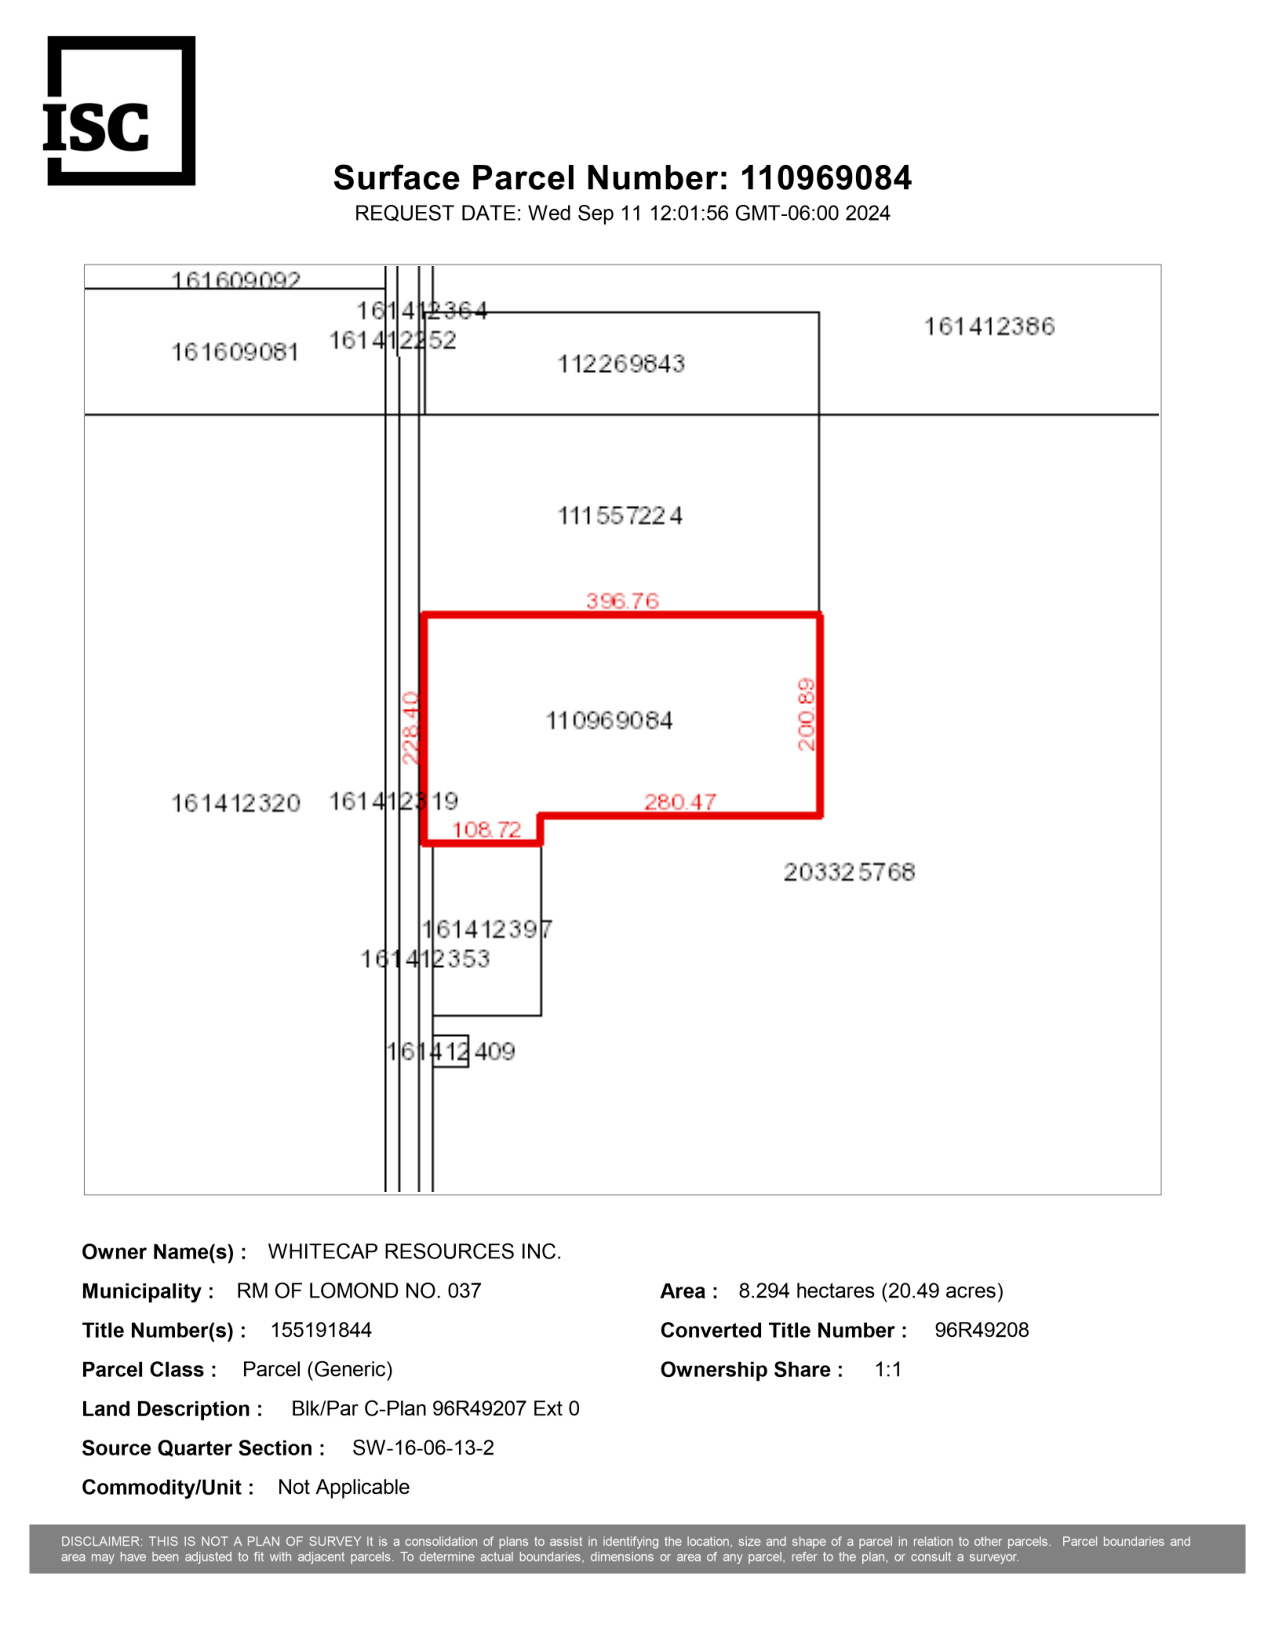 ISC
Surface Parcel Number: 110969084
REQUEST DATE: Wed Sep 11 12:01:56 GMT-06:00 2024
161609092
161412364
161412386
161412252
161609081
112269843
111557224
396.76
228.40
200.89
110969084
161412320
161412319
280.47
108.72
203325768
161412397
161412353
161412409
Owner Name(s) : WHITECAP RESOURCES INC.
Municipality : RM OF LOMOND NO. 037
Area : 8.294 hectares (20.49 acres)
Title Number(s) : 155191844
Converted Title Number : 96R49208
Parcel Class : Parcel (Generic)
Ownership Share : 1:1
Land Description : Blk/Par C-Plan 96R49207 Ext 0
Source Quarter Section : SW-16-06-13-2
Commodity/Unit : Not Applicable
DISCLAIMER: THIS IS NOT A PLAN OF SURVEY It is a consolidation of plans to assist in identifying the location, size and shape of a parcel in relation to other parcels. Parcel boundaries and
area may have been adjusted to fit with adjacent parcels. To determine actual boundaries, dimensions or area of any parcel, refer to the plan, or consult a surveyor.